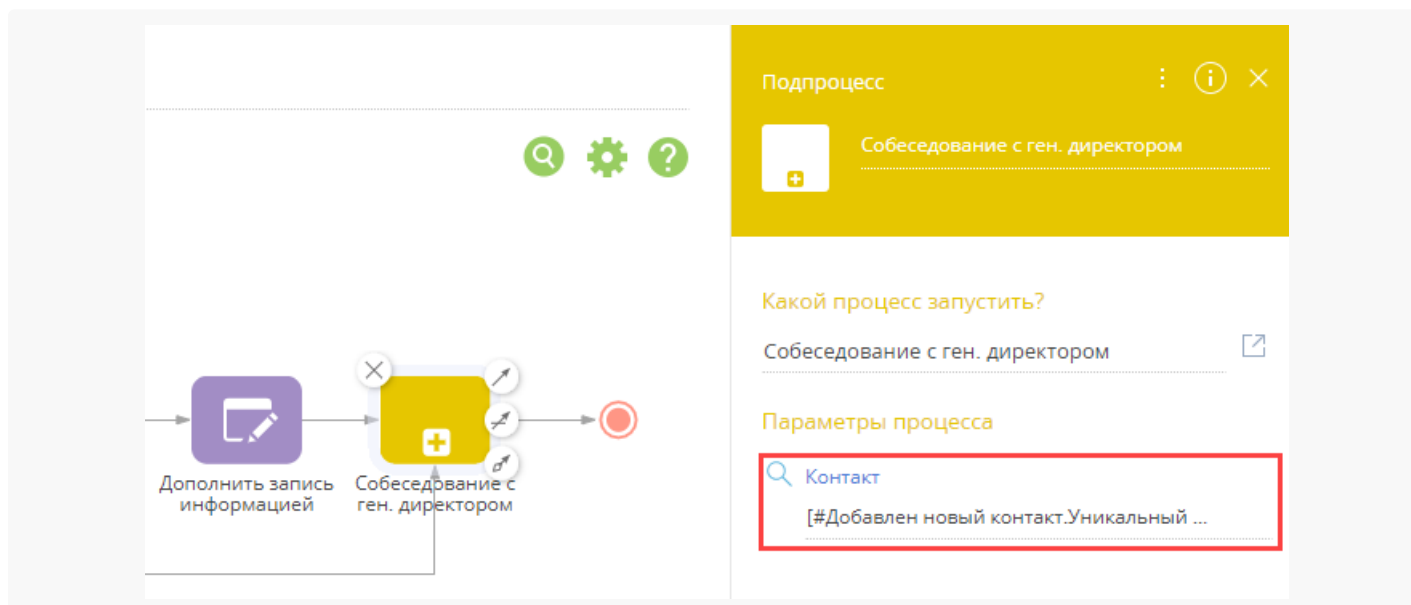 Подпроцесс
Собеседование с ген. директором
Какой процесс запустить?
Собеседование с ген. директором
Параметры процесса
Контакт
[#Добавлен новый контакт.Уникальный ...
Дополнить запись
информацией
Собеседование с
ген. директором